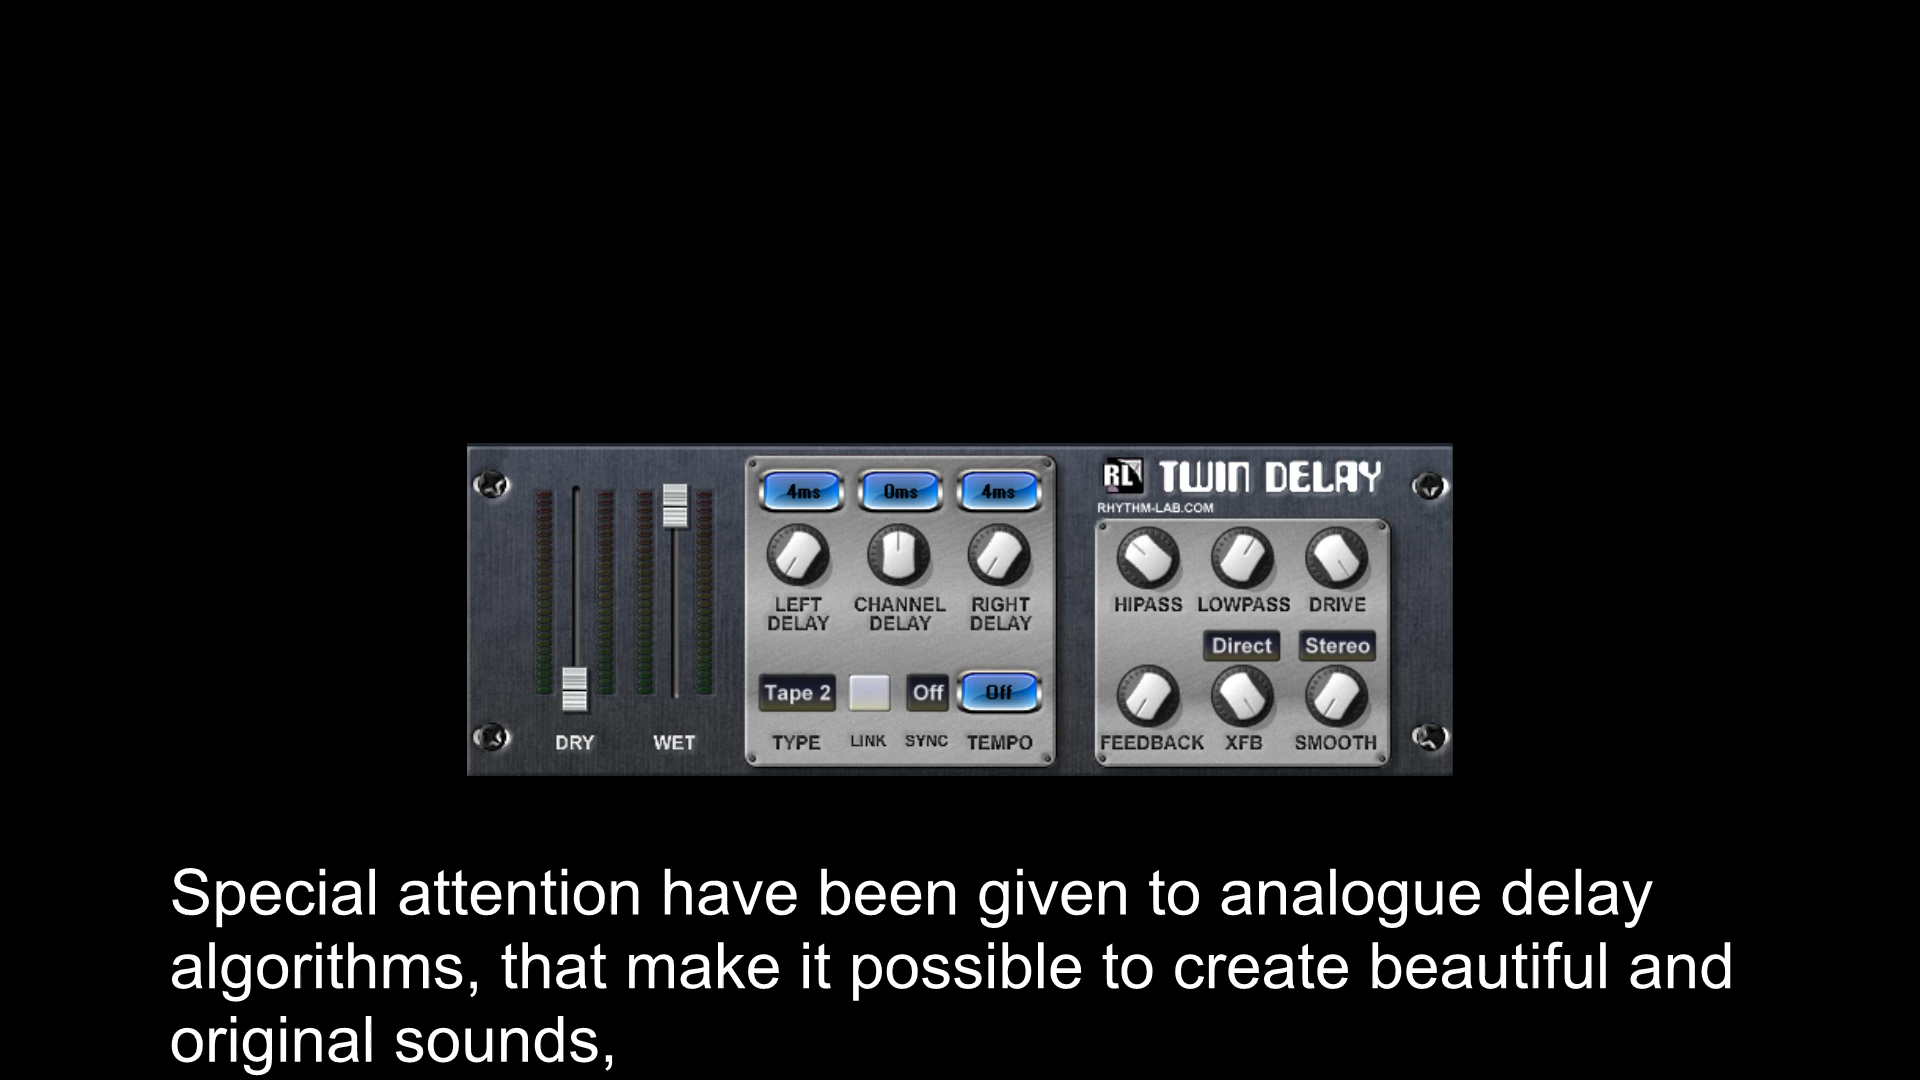 RL TWIN DELAY
RHYTHM-LAB.COM
4ms 0ms 4ms
LEFT DELAY
CHANNEL DELAY
RIGHT DELAY
Tape 2 Off Off
TYPE LINK SYNC TEMPO
DRY WET
HIPASS LOWPASS DRIVE
Direct Stereo
FEEDBACK XFB SMOOTH
Special attention have been given to analogue delay
algorithms, that make it possible to create beautiful and
original sounds,